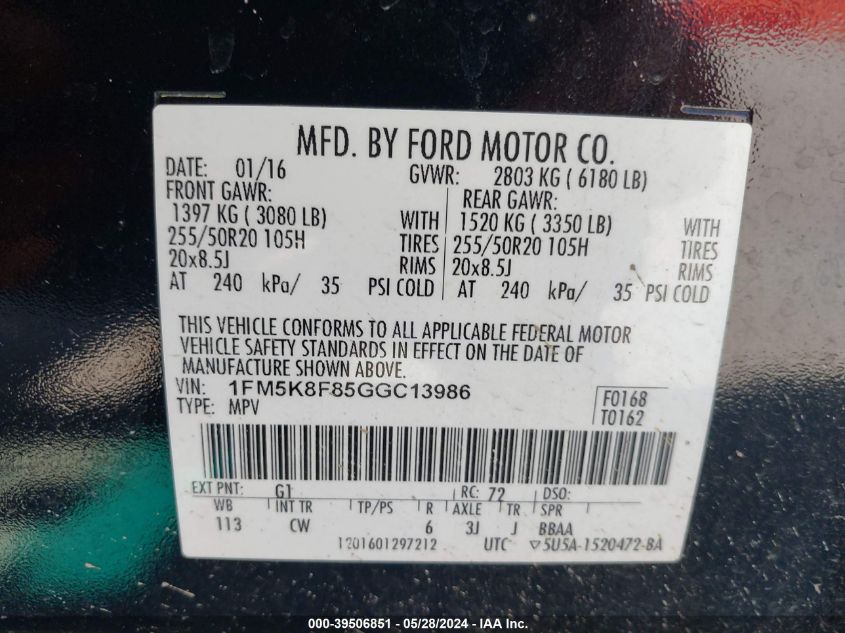 MFD. BY FORD MOTOR CO.
DATE: 01/16 GVWR: 2803 KG ( 6180 LB)
FRONT GAWR: REAR GAWR:
1397 KG ( 3080 LB) WITH 1520 KG ( 3350 LB) WITH
255/50R20 105H TIRES 255/50R20 105H TIRES
20x8.5J RIMS 20x8.5J RIMS
AT 240 kPa/ 35 PSI COLD AT 240 kPa/ 35 PSI COLD
THIS VEHICLE CONFORMS TO ALL APPLICABLE FEDERAL MOTOR
VEHICLE SAFETY STANDARDS IN EFFECT ON THE DATE OF
MANUFACTURE SHOWN ABOVE.
VIN: 1FM5K8F85GGC13986 F0168
TYPE: MPV T0162
EXT PNT: G1 RC: 72 DSO:
WB INT TR TP/PS R AXLE TR SPR
113 CW 6 3J J BBAA
1201601297212 UTC ▽5U5A-1520472-BA
000-39506851 / 05/28/2024 - IAA Inc.